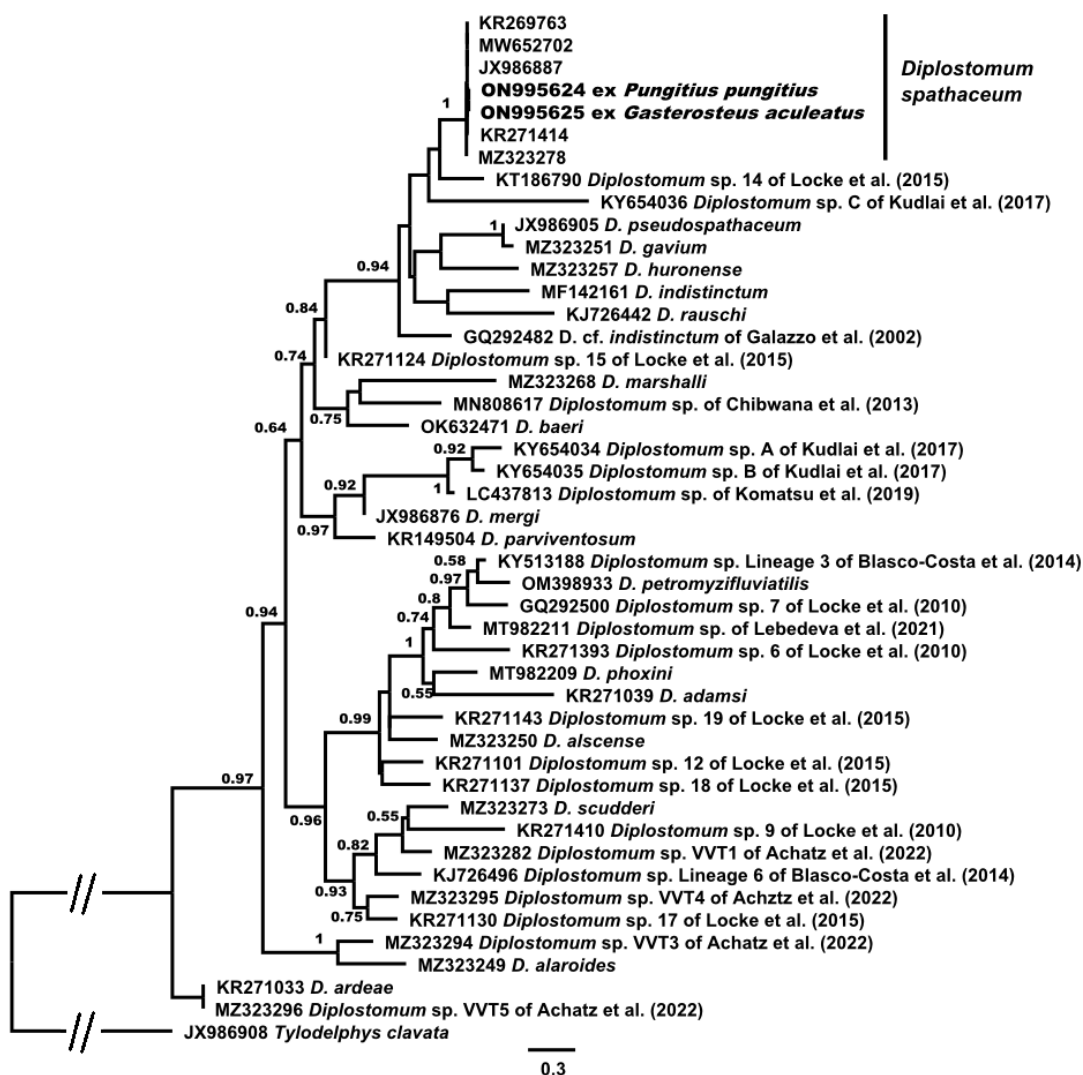 KR269763
MW652702
JX986887
ON995624 ex Pungitius pungitius
ON995625 ex Gasterosteus aculeatus
KR271414
MZ323278
Diplostomum
spathaceum
1
KT186790 Diplostomum sp. 14 of Locke et al. (2015)
KY654036 Diplostomum sp. C of Kudlai et al. (2017)
1
JX986905 D. pseudospathaceum
MZ323251 D. gavium
MZ323257 D. huronense
0.94
MF142161 D. indistinctum
KJ726442 D. rauschi
0.84
GQ292482 D. cf. indistinctum of Galazzo et al. (2002)
0.74
KR271124 Diplostomum sp. 15 of Locke et al. (2015)
MZ323268 D. marshalli
MN808617 Diplostomum sp. of Chibwana et al. (2013)
0.75
OK632471 D. baeri
0.64
0.92
KY654034 Diplostomum sp. A of Kudlai et al. (2017)
KY654035 Diplostomum sp. B of Kudlai et al. (2017)
0.92
1
LC437813 Diplostomum sp. of Komatsu et al. (2019)
JX986876 D. mergi
0.97
KR149504 D. parviventosum
0.58
KY513188 Diplostomum sp. Lineage 3 of Blasco-Costa et al. (2014)
0.97
OM398933 D. petromyzifluviatilis
0.8
GQ292500 Diplostomum sp. 7 of Locke et al. (2010)
0.94
0.74
MT982211 Diplostomum sp. of Lebedeva et al. (2021)
1
KR271393 Diplostomum sp. 6 of Locke et al. (2010)
MT982209 D. phoxini
0.55
KR271039 D. adamsi
0.99
KR271143 Diplostomum sp. 19 of Locke et al. (2015)
MZ323250 D. alscense
KR271101 Diplostomum sp. 12 of Locke et al. (2015)
0.97
KR271137 Diplostomum sp. 18 of Locke et al. (2015)
0.96
0.55
MZ323273 D. scudderi
KR271410 Diplostomum sp. 9 of Locke et al. (2010)
0.82
MZ323282 Diplostomum sp. VVT1 of Achatz et al. (2022)
KJ726496 Diplostomum sp. Lineage 6 of Blasco-Costa et al. (2014)
0.93
MZ323295 Diplostomum sp. VVT4 of Achztz et al. (2022)
0.75
KR271130 Diplostomum sp. 17 of Locke et al. (2015)
1
MZ323294 Diplostomum sp. VVT3 of Achatz et al. (2022)
MZ323249 D. alaroides
KR271033 D. ardeae
MZ323296 Diplostomum sp. VVT5 of Achatz et al. (2022)
JX986908 Tylodelphys clavata
0.3